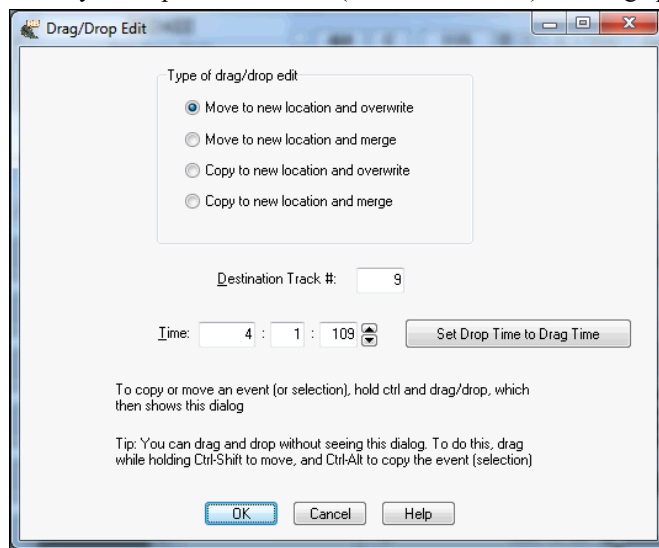 Drag/Drop Edit
Type of drag/drop edit
Move to new location and overwrite
Move to new location and merge
Copy to new location and overwrite
Copy to new location and merge
Destination Track #: 9
Time: 4 : 1 : 109 Set Drop Time to Drag Time
To copy or move an event (or selection), hold ctrl and drag/drop, which
then shows this dialog
Tip: You can drag and drop without seeing this dialog. To do this, drag
while holding Ctrl-Shift to move, and Ctrl-Alt to copy the event (selection)
OK Cancel Help